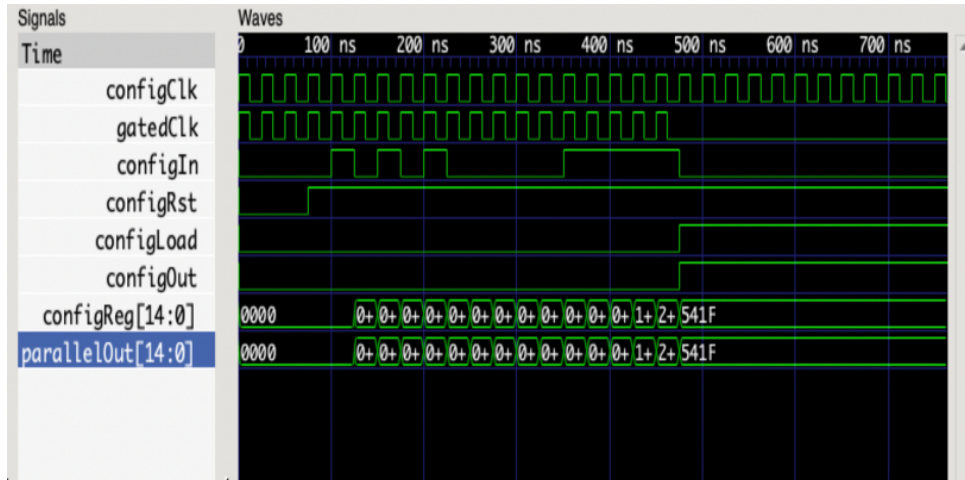 Signals Waves
Time 0 100 ns 200 ns 300 ns 400 ns 500 ns 600 ns 700 ns
configClk
gatedClk
configIn
configRst
configLoad
configOut
configReg[14:0] 0000 0+ 0+ 0+ 0+ 0+ 0+ 0+ 0+ 0+ 0+ 0+ 0+ 1+ 2+ 541F
parallelOut[14:0] 0000 0+ 0+ 0+ 0+ 0+ 0+ 0+ 0+ 0+ 0+ 0+ 0+ 1+ 2+ 541F